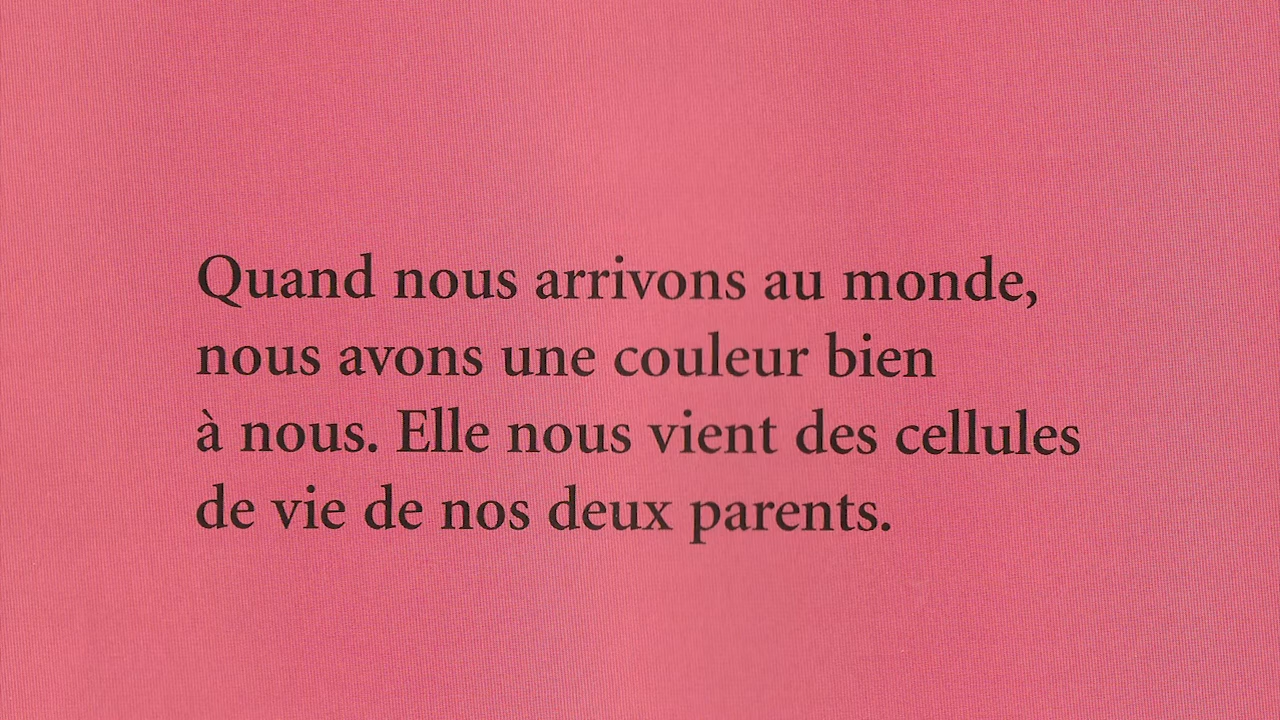 Quand nous arrivons au monde,
nous avons une couleur bien
à nous. Elle nous vient des cellules
de vie de nos deux parents.